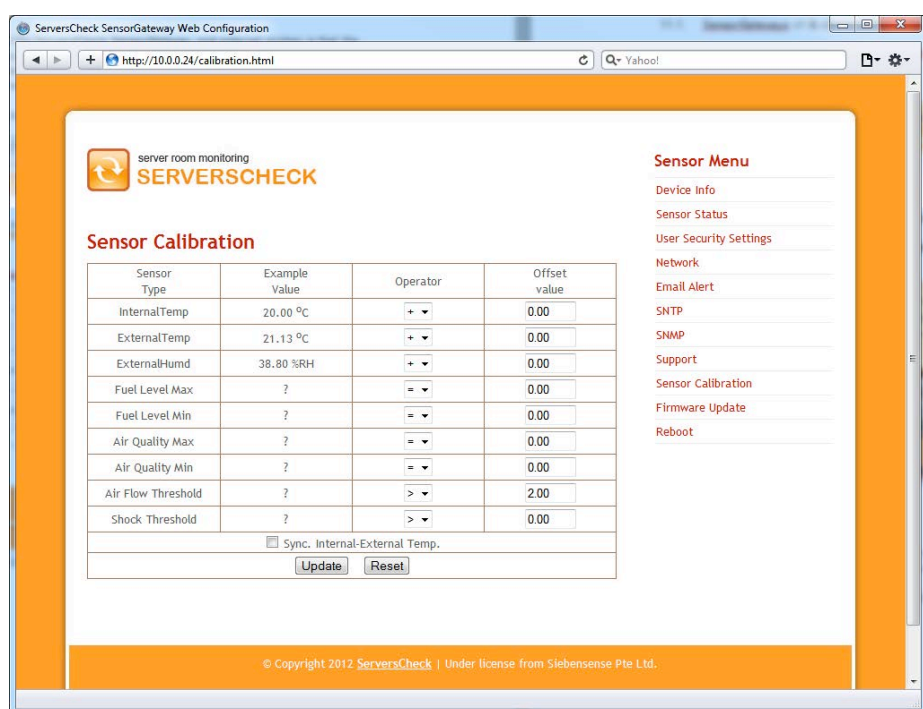 ServersCheck SensorGateway Web Configuration
http://10.0.0.24/calibration.html
Yahoo!
server room monitoring
SERVERSCHECK
Sensor Calibration
Sensor Type Example Value Operator Offset value
InternalTemp 20.00 ºC + 0.00
ExternalTemp 21.13 ºC + 0.00
ExternalHumd 38.80 %RH + 0.00
Fuel Level Max ? = 0.00
Fuel Level Min ? = 0.00
Air Quality Max ? = 0.00
Air Quality Min ? = 0.00
Air Flow Threshold ? > 2.00
Shock Threshold ? > 0.00
Sync. Internal-External Temp.
Update Reset
Sensor Menu
Device Info
Sensor Status
User Security Settings
Network
Email Alert
SNTP
SNMP
Support
Sensor Calibration
Firmware Update
Reboot
© Copyright 2012 ServersCheck | Under license from Siebensense Pte Ltd.